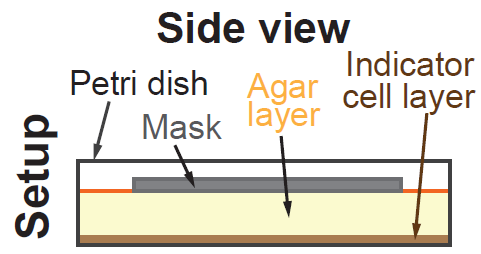 Side view
Setup
Petri dish
Mask
Agar
layer
Indicator
cell layer